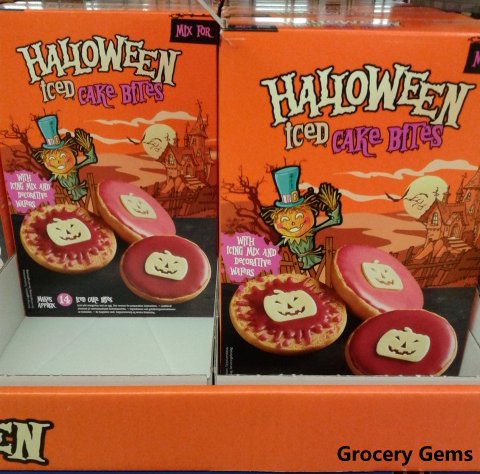 MIX FOR
HALLOWEEN
ICED CAKE BITES
WITH
ICING MIX AND
DECORATIVE
WAFERS
MAKES
APPROX
14
ICED CAKE BITES
HALLOWEEN
ICED CAKE BITES
WITH
ICING MIX AND
DECORATIVE
WAFERS
EN
Grocery Gems